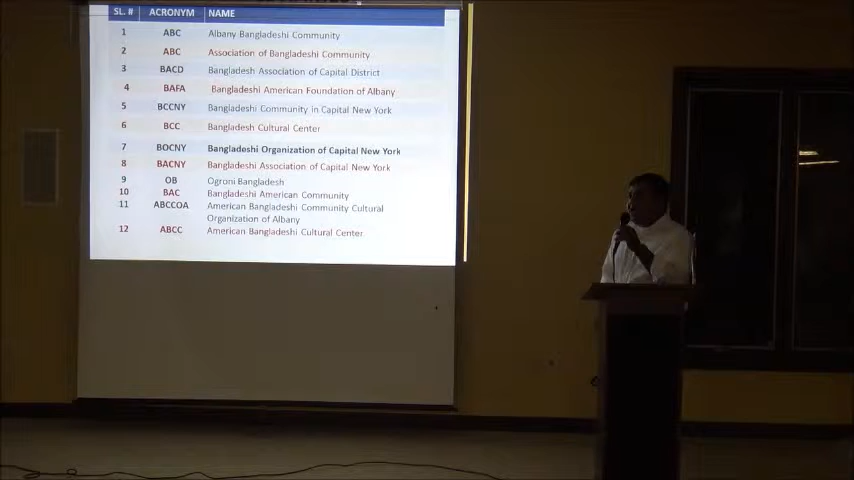 SL. # ACRONYM NAME
1 ABC Albany Bangladeshi Community
2 ABC Association of Bangladeshi Community
3 BACD Bangladesh Association of Capital District
4 BAFA Bangladeshi American Foundation of Albany
5 BCCNY Bangladeshi Community in Capital New York
6 BCC Bangladesh Cultural Center
7 BOCNY Bangladeshi Organization of Capital New York
8 BACNY Bangladeshi Association of Capital New York
9 OB Ogroni Bangladesh
10 BAC Bangladeshi American Community
11 ABCCOA American Bangladeshi Community Cultural
Organization of Albany
12 ABCC American Bangladeshi Cultural Center